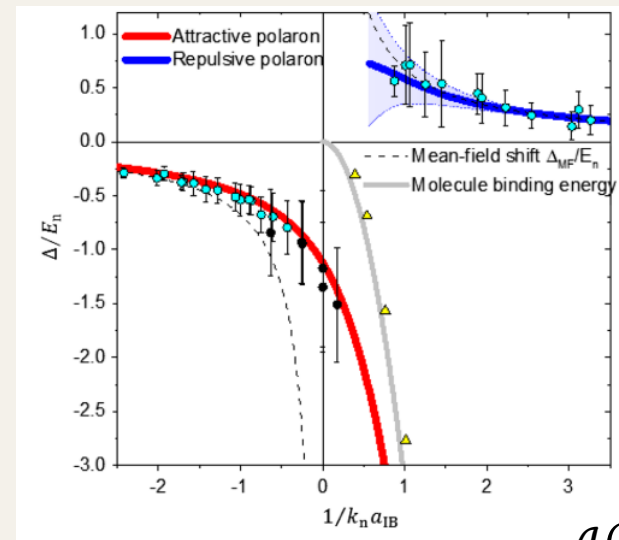 Attractive polaron
Repulsive polaron
Mean-field shift Δ_MF/E_n
Molecule binding energy
Δ/E_n
1.0
0.5
0.0
-0.5
-1.0
-1.5
-2.0
-2.5
-3.0
-2 -1 0 1 2 3
1/k_n a_IB